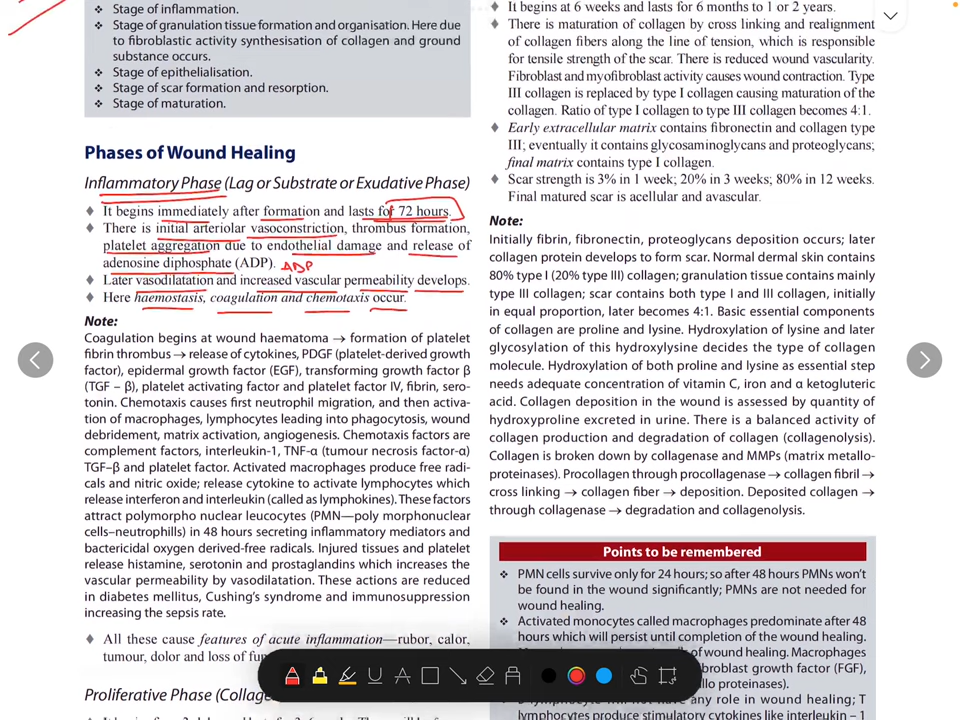 ❖ Stage of inflammation.
❖ Stage of granulation tissue formation and organisation. Here due
to fibroblastic activity synthesisation of collagen and ground
substance occurs.
❖ Stage of epithelialisation.
❖ Stage of scar formation and resorption.
❖ Stage of maturation.
Phases of Wound Healing
Inflammatory Phase (Lag or Substrate or Exudative Phase)
♦ It begins immediately after formation and lasts for 72 hours.
♦ There is initial arteriolar vasoconstriction, thrombus formation,
platelet aggregation due to endothelial damage and release of
adenosine diphosphate (ADP). ADP
♦ Later vasodilatation and increased vascular permeability develops.
♦ Here haemostasis, coagulation and chemotaxis occur.
Note:
Coagulation begins at wound haematoma → formation of platelet
fibrin thrombus → release of cytokines, PDGF (platelet-derived growth
factor), epidermal growth factor (EGF), transforming growth factor β
(TGF – β), platelet activating factor and platelet factor IV, fibrin, sero-
tonin. Chemotaxis causes first neutrophil migration, and then activa-
tion of macrophages, lymphocytes leading into phagocytosis, wound
debridement, matrix activation, angiogenesis. Chemotaxis factors are
complement factors, interleukin-1, TNF-α (tumour necrosis factor-α)
TGF–β and platelet factor. Activated macrophages produce free radi-
cals and nitric oxide; release cytokine to activate lymphocytes which
release interferon and interleukin (called as lymphokines). These factors
attract polymorpho nuclear leucocytes (PMN—poly morphonuclear
cells–neutrophills) in 48 hours secreting inflammatory mediators and
bactericidal oxygen derived-free radicals. Injured tissues and platelet
release histamine, serotonin and prostaglandins which increases the
vascular permeability by vasodilatation. These actions are reduced
in diabetes mellitus, Cushing's syndrome and immunosuppression
increasing the sepsis rate.
♦ All these cause features of acute inflammation—rubor, calor,
tumour, dolor and loss of
Proliferative Phase
♦ It begins at 6 weeks and lasts for 6 months to 1 or 2 years.
♦ There is maturation of collagen by cross linking and realignment
of collagen fibers along the line of tension, which is responsible
for tensile strength of the scar. There is reduced wound vascularity.
Fibroblast and myofibroblast activity causes wound contraction. Type
III collagen is replaced by type I collagen causing maturation of the
collagen. Ratio of type I collagen to type III collagen becomes 4:1.
♦ Early extracellular matrix contains fibronectin and collagen type
III; eventually it contains glycosaminoglycans and proteoglycans;
final matrix contains type I collagen.
♦ Scar strength is 3% in 1 week; 20% in 3 weeks; 80% in 12 weeks.
Final matured scar is acellular and avascular.
Note:
Initially fibrin, fibronectin, proteoglycans deposition occurs; later
collagen protein develops to form scar. Normal dermal skin contains
80% type I (20% type III) collagen; granulation tissue contains mainly
type III collagen; scar contains both type I and III collagen, initially
in equal proportion, later becomes 4:1. Basic essential components
of collagen are proline and lysine. Hydroxylation of lysine and later
glycosylation of this hydroxylysine decides the type of collagen
molecule. Hydroxylation of both proline and lysine as essential step
needs adequate concentration of vitamin C, iron and α ketogluteric
acid. Collagen deposition in the wound is assessed by quantity of
hydroxyproline excreted in urine. There is a balanced activity of
collagen production and degradation of collagen (collagenolysis).
Collagen is broken down by collagenase and MMPs (matrix metallo-
proteinases). Procollagen through procollagenase → collagen fibril →
cross linking → collagen fiber → deposition. Deposited collagen →
through collagenase → degradation and collagenolysis.
Points to be remembered
❖ PMN cells survive only for 24 hours; so after 48 hours PMNs won't
be found in the wound significantly; PMNs are not needed for
wound healing.
❖ Activated monocytes called macrophages predominate after 48
hours which will persist until completion of the wound healing.
of wound healing. Macrophages
fibroblast growth factor (FGF),
proteinases).
any role in wound healing; T
lymphocytes produce stimulatory cytokines like interleukin – 1